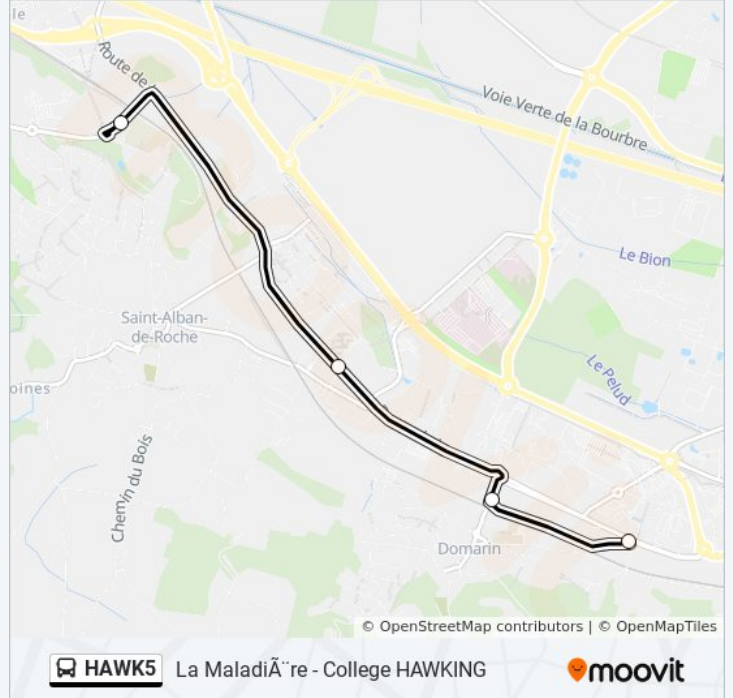 le
Route de
Voie Verte de la Bourbre
Le Bion
Saint-Alban-
de-Roche
Le Pelud
oines
Chemin du Bois
Domarin
© OpenStreetMap contributors | © OpenMapTiles
HAWK5 La MaladiÃ¨re - College HAWKING moovit